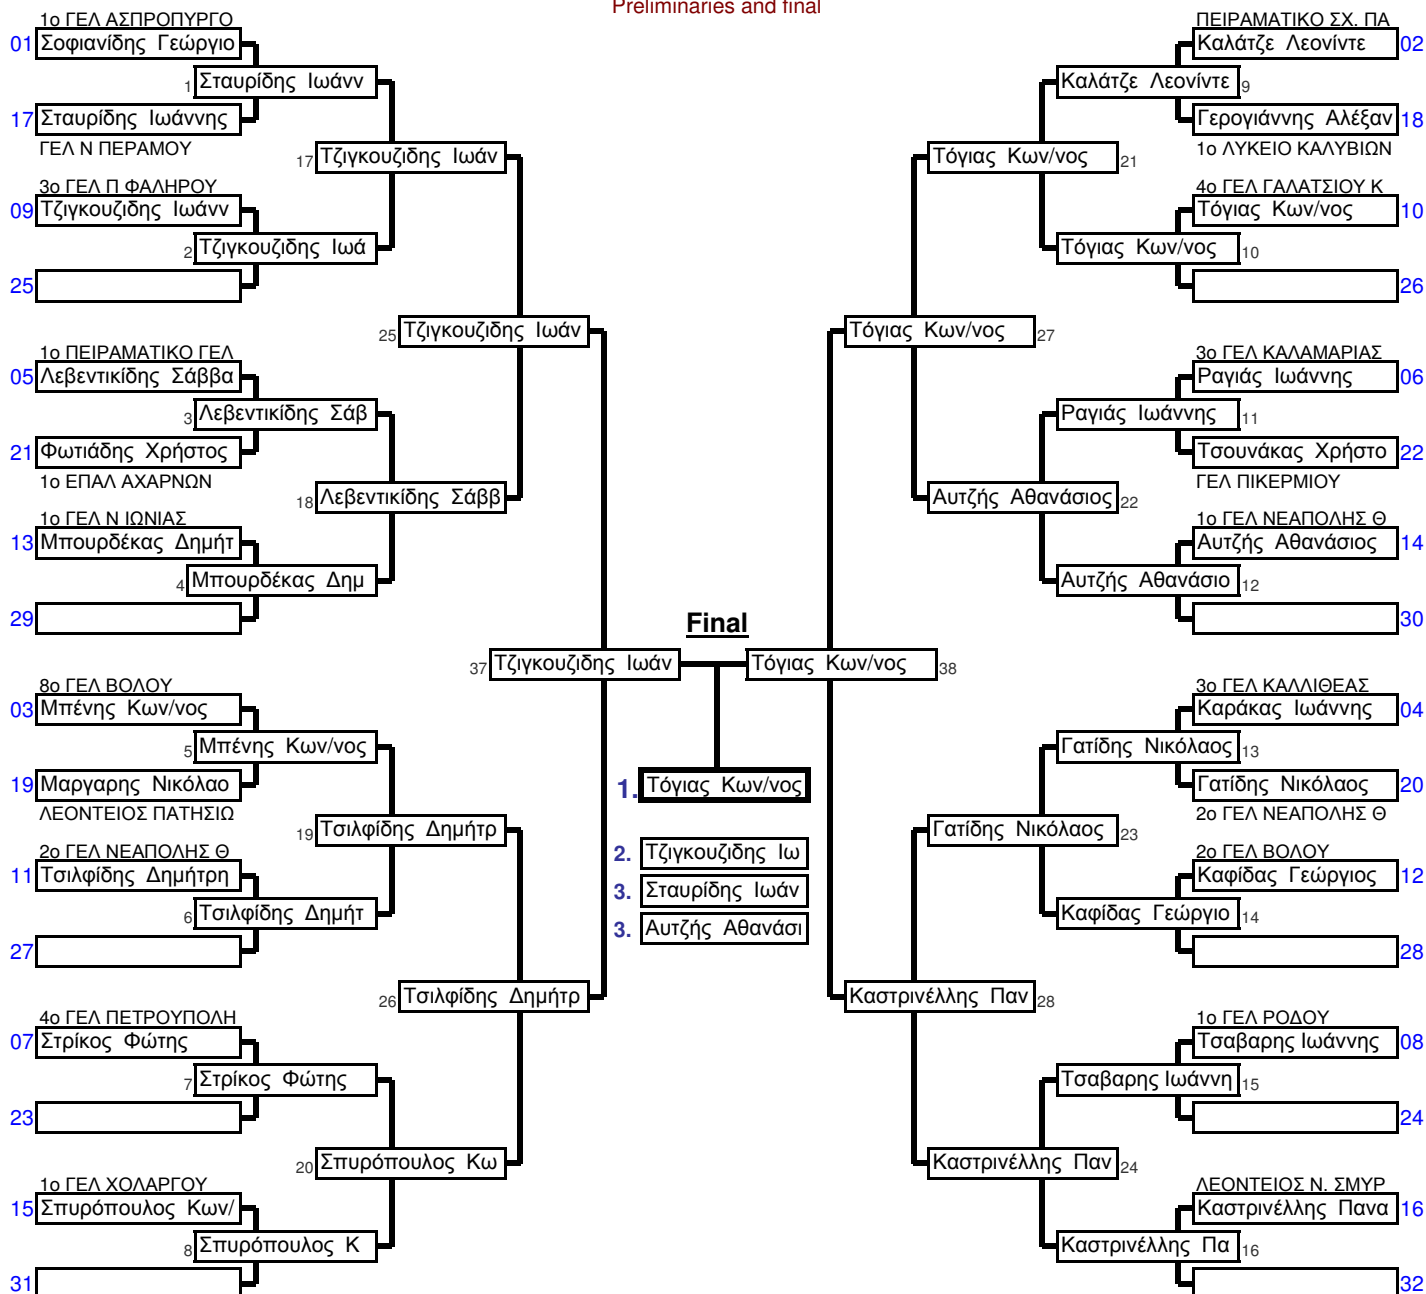 Preliminaries and final
1ο ΓΕΛ ΑΣΠΡΟΠΥΡΓΟ
01 Σοφιανίδης Γεώργιο
1 Σταυρίδης Ιωάνν
17 Σταυρίδης Ιωάννης
ΓΕΛ Ν ΠΕΡΑΜΟΥ
17 Τζιγκουζιδης Ιωάν
3ο ΓΕΛ Π ΦΑΛΗΡΟΥ
09 Τζιγκουζιδης Ιωάνν
2 Τζιγκουζιδης Ιωά
25
25 Τζιγκουζιδης Ιωάν
1ο ΠΕΙΡΑΜΑΤΙΚΟ ΓΕΛ
05 Λεβεντικίδης Σάββα
3 Λεβεντικίδης Σάβ
21 Φωτιάδης Χρήστος
1ο ΕΠΑΛ ΑΧΑΡΝΩΝ
18 Λεβεντικίδης Σάββ
1ο ΓΕΛ Ν ΙΩΝΙΑΣ
13 Μπουρδέκας Δημήτ
4 Μπουρδέκας Δημ
29
37 Τζιγκουζιδης Ιωάν
8ο ΓΕΛ ΒΟΛΟΥ
03 Μπένης Κων/νος
5 Μπένης Κων/νος
19 Μαργαρης Νικόλαο
ΛΕΟΝΤΕΙΟΣ ΠΑΤΗΣΙΩ
19 Τσιλφίδης Δημήτρ
2ο ΓΕΛ ΝΕΑΠΟΛΗΣ Θ
11 Τσιλφίδης Δημήτρη
6 Τσιλφίδης Δημήτ
27
26 Τσιλφίδης Δημήτρ
4ο ΓΕΛ ΠΕΤΡΟΥΠΟΛΗ
07 Στρίκος Φώτης
7 Στρίκος Φώτης
23
20 Σπυρόπουλος Κω
1ο ΓΕΛ ΧΟΛΑΡΓΟΥ
15 Σπυρόπουλος Κων/
8 Σπυρόπουλος Κ
31
Final
1. Τόγιας Κων/νος
2. Τζιγκουζιδης Ιω
3. Σταυρίδης Ιωάν
3. Αυτζής Αθανάσι
ΠΕΙΡΑΜΑΤΙΚΟ ΣΧ. ΠΑ
Καλάτζε Λεονίντε 02
Καλάτζε Λεονίντε 9
Γερογιάννης Αλέξαν 18
1ο ΛΥΚΕΙΟ ΚΑΛΥΒΙΩΝ
Τόγιας Κων/νος 21
4ο ΓΕΛ ΓΑΛΑΤΣΙΟΥ Κ
Τόγιας Κων/νος 10
Τόγιας Κων/νος 10
26
Τόγιας Κων/νος 27
3ο ΓΕΛ ΚΑΛΑΜΑΡΙΑΣ
Ραγιάς Ιωάννης 06
Ραγιάς Ιωάννης 11
Τσουνάκας Χρήστο 22
ΓΕΛ ΠΙΚΕΡΜΙΟΥ
Αυτζής Αθανάσιος 22
1ο ΓΕΛ ΝΕΑΠΟΛΗΣ Θ
Αυτζής Αθανάσιος 14
Αυτζής Αθανάσιο 12
30
Τόγιας Κων/νος 38
3ο ΓΕΛ ΚΑΛΛΙΘΕΑΣ
Καράκας Ιωάννης 04
Γατίδης Νικόλαος 13
Γατίδης Νικόλαος 20
2ο ΓΕΛ ΝΕΑΠΟΛΗΣ Θ
Γατίδης Νικόλαος 23
2ο ΓΕΛ ΒΟΛΟΥ
Καφίδας Γεώργιος 12
Καφίδας Γεώργιο 14
28
Καστρινέλλης Παν 28
1ο ΓΕΛ ΡΟΔΟΥ
Τσαβαρης Ιωάννης 08
Τσαβαρης Ιωάννη 15
24
Καστρινέλλης Παν 24
ΛΕΟΝΤΕΙΟΣ Ν. ΣΜΥΡ
Καστρινέλλης Πανα 16
Καστρινέλλης Πα 16
32